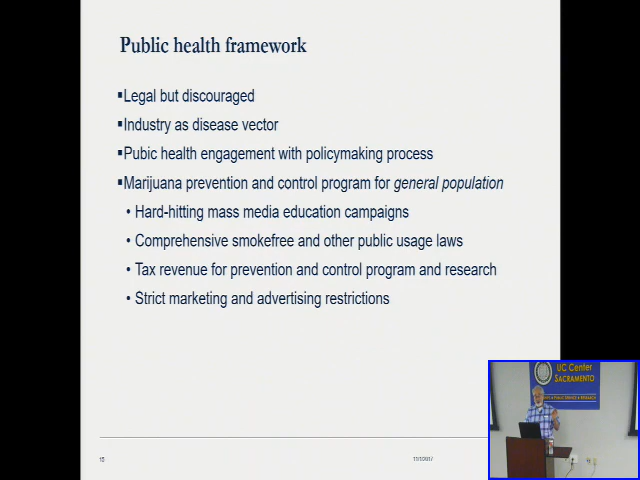 Public health framework
▪Legal but discouraged
▪Industry as disease vector
▪Pubic health engagement with policymaking process
▪Marijuana prevention and control program for general population
• Hard-hitting mass media education campaigns
• Comprehensive smokefree and other public usage laws
• Tax revenue for prevention and control program and research
• Strict marketing and advertising restrictions
UC Center
SACRAMENTO